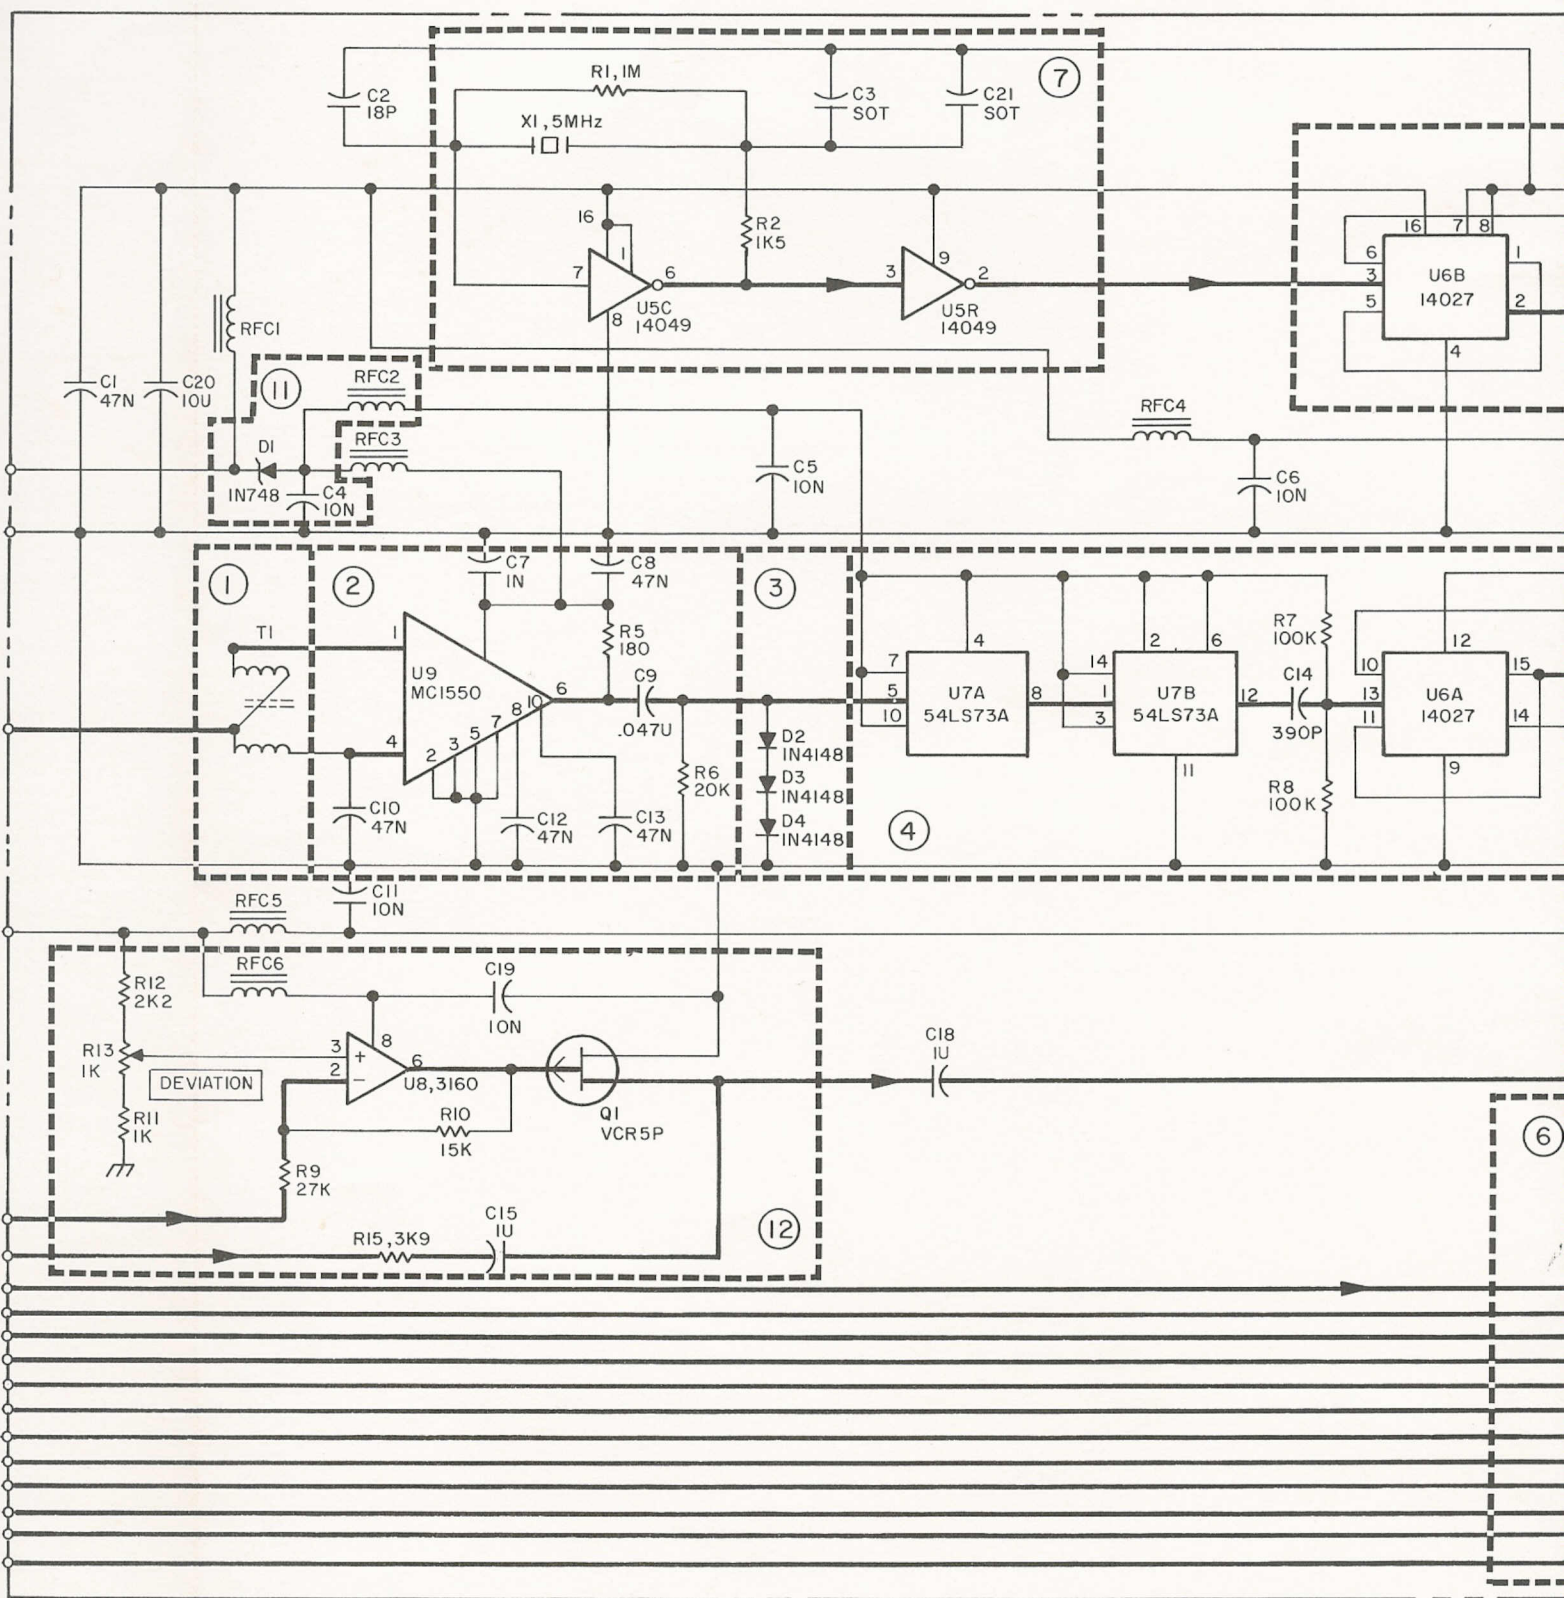 7
R1, 1M
C2
18P
C3
SOT
C21
SOT
X1, 5MHz
16
1
7
6
8
R2
1K5
U5C
14049
3
9
2
U5R
14049
16
7
8
6
3
5
1
2
4
U6B
14027
RFC1
C1
47N
C20
10U
11
RFC2
RFC3
D1
1N748
C4
10N
C5
10N
RFC4
C6
10N
1
2
3
4
C7
1N
C8
47N
T1
1
4
U9
MC1550
2
3
5
7
8
10
6
R5
180
C9
.047U
R6
20K
C10
47N
C12
47N
C13
47N
D2
1N4148
D3
1N4148
D4
1N4148
4
7
5
10
8
U7A
54LS73A
2
6
14
1
3
12
11
U7B
54LS73A
C14
390P
R7
100K
R8
100K
12
10
13
11
15
14
9
U6A
14027
C11
10N
RFC5
RFC6
C19
10N
R12
2K2
R13
1K
DEVIATION
R11
1K
3
+
2
−
8
6
U8, 3160
Q1
VCR5P
R10
15K
R9
27K
R15, 3K9
C15
1U
12
C18
1U
6